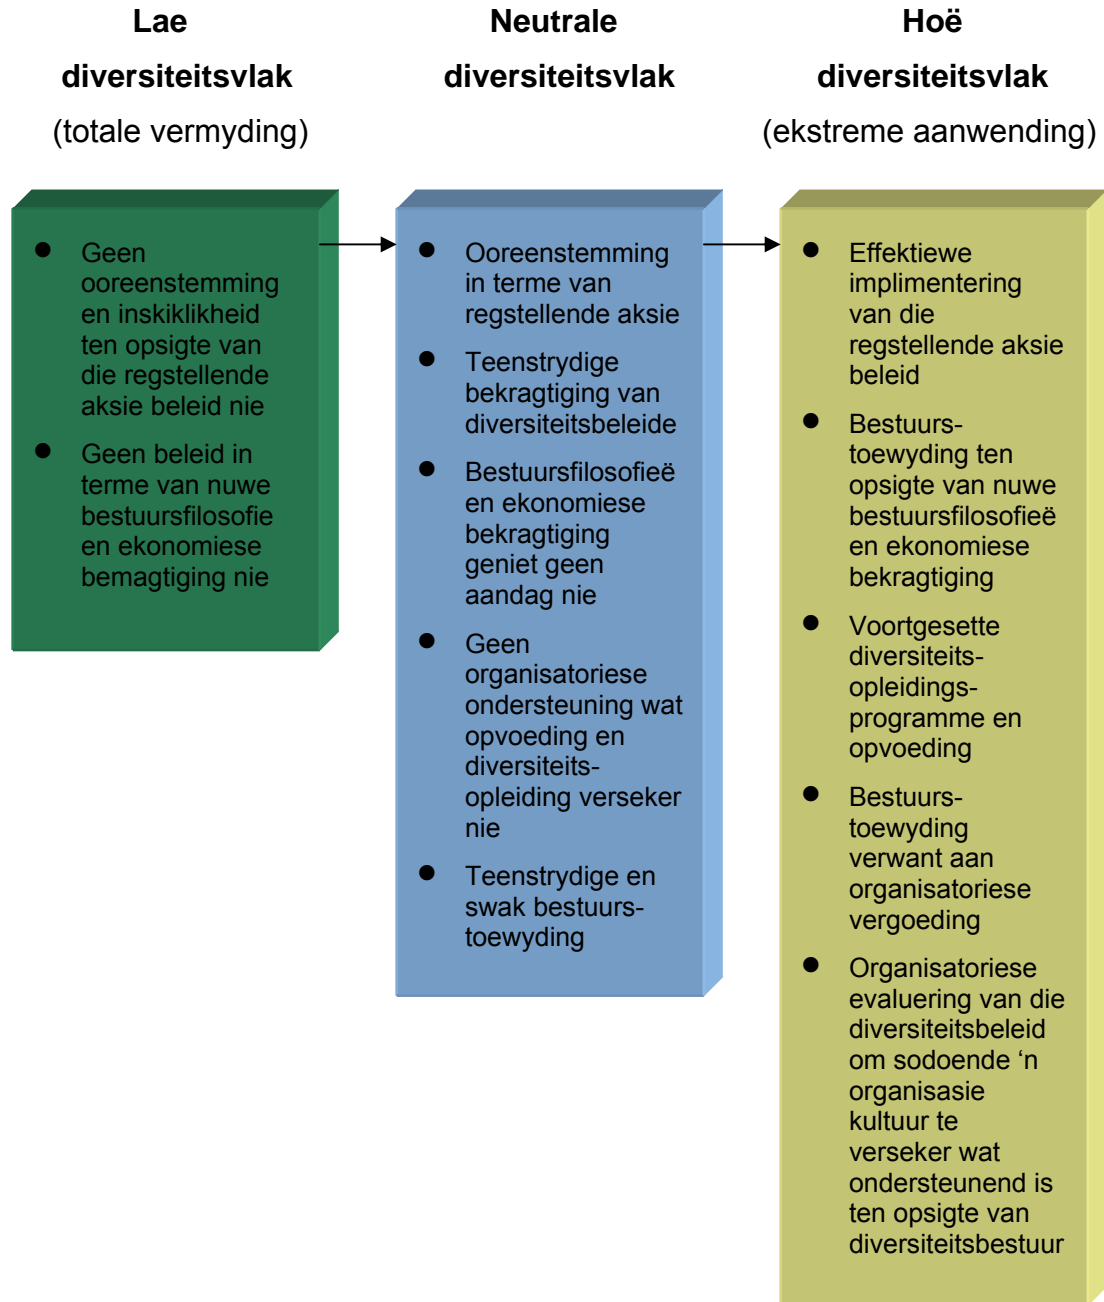 Lae
diversiteitsvlak
(totale vermyding)
Neutrale
diversiteitsvlak
Hoë
diversiteitsvlak
(ekstreme aanwending)
● Geen
ooreenstemming
en inskiklikheid
ten opsigte van
die regstellende
aksie beleid nie
● Geen beleid in
terme van nuwe
bestuursfilosofie
en ekonomiese
bemagtiging nie
● Ooreenstemming
in terme van
regstellende aksie
● Teenstrydige
bekragtiging van
diversiteitsbeleide
● Bestuursfilosofieë
en ekonomiese
bekragtiging
geniet geen
aandag nie
● Geen
organisatoriese
ondersteuning wat
opvoeding en
diversiteits-
opleiding verseker
nie
● Teenstrydige en
swak bestuurs-
toewyding
● Effektiewe
implimentering
van die
regstellende aksie
beleid
● Bestuurs-
toewyding ten
opsigte van nuwe
bestuursfilosofieë
en ekonomiese
bekragtiging
● Voortgesette
diversiteits-
opleidings-
programme en
opvoeding
● Bestuurs-
toewyding
verwant aan
organisatoriese
vergoeding
● Organisatoriese
evaluering van die
diversiteitsbeleid
om sodoende ‘n
organisasie
kultuur te
verseker wat
ondersteunend is
ten opsigte van
diversiteitsbestuur